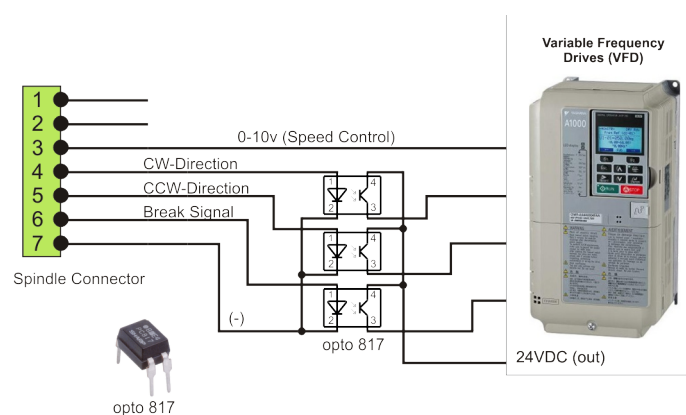 Variable Frequency
Drives (VFD)
A1000
1
2
3
4
5
6
7
0-10v (Speed Control)
CW-Direction
CCW-Direction
Break Signal
(-)
1
4
2
3
1
4
2
3
1
4
2
3
opto 817
Spindle Connector
24VDC (out)
opto 817